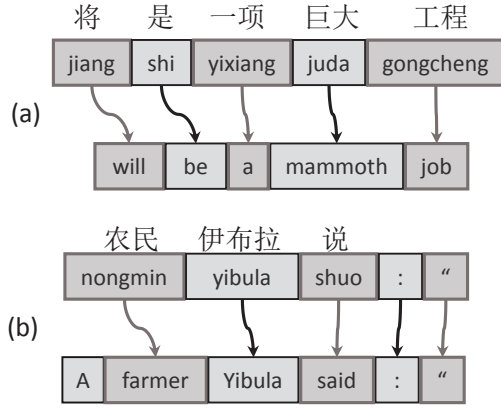 将 是 一项 巨大 工程
jiang shi yixiang juda gongcheng
(a)
will be a mammoth job
农民 伊布拉 说
nongmin yibula shuo : “
(b)
A farmer Yibula said : “